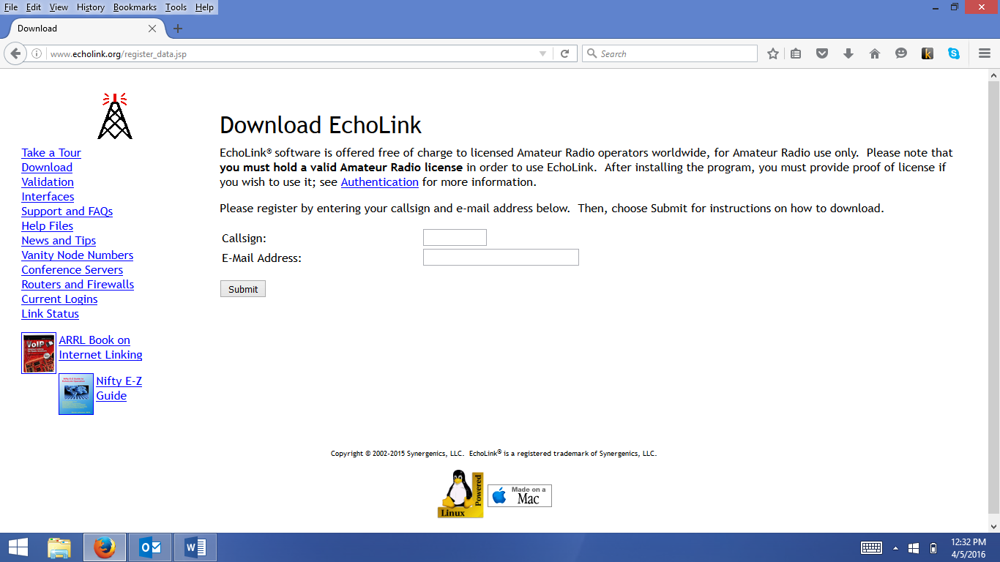 File Edit View History Bookmarks Tools Help
Download
www.echolink.org/register_data.jsp
Search
Download EchoLink
EchoLink® software is offered free of charge to licensed Amateur Radio operators worldwide, for Amateur Radio use only. Please note that
you must hold a valid Amateur Radio license in order to use EchoLink. After installing the program, you must provide proof of license if
you wish to use it; see Authentication for more information.
Please register by entering your callsign and e-mail address below. Then, choose Submit for instructions on how to download.
Callsign:
E-Mail Address:
Submit
Take a Tour
Download
Validation
Interfaces
Support and FAQs
Help Files
News and Tips
Vanity Node Numbers
Conference Servers
Routers and Firewalls
Current Logins
Link Status
VoIP
ARRL Book on
Internet Linking
Nifty E-Z
Guide
Copyright © 2002-2015 Synergenics, LLC. EchoLink® is a registered trademark of Synergenics, LLC.
Linux
Powered
Made on a
Mac
12:32 PM
4/5/2016